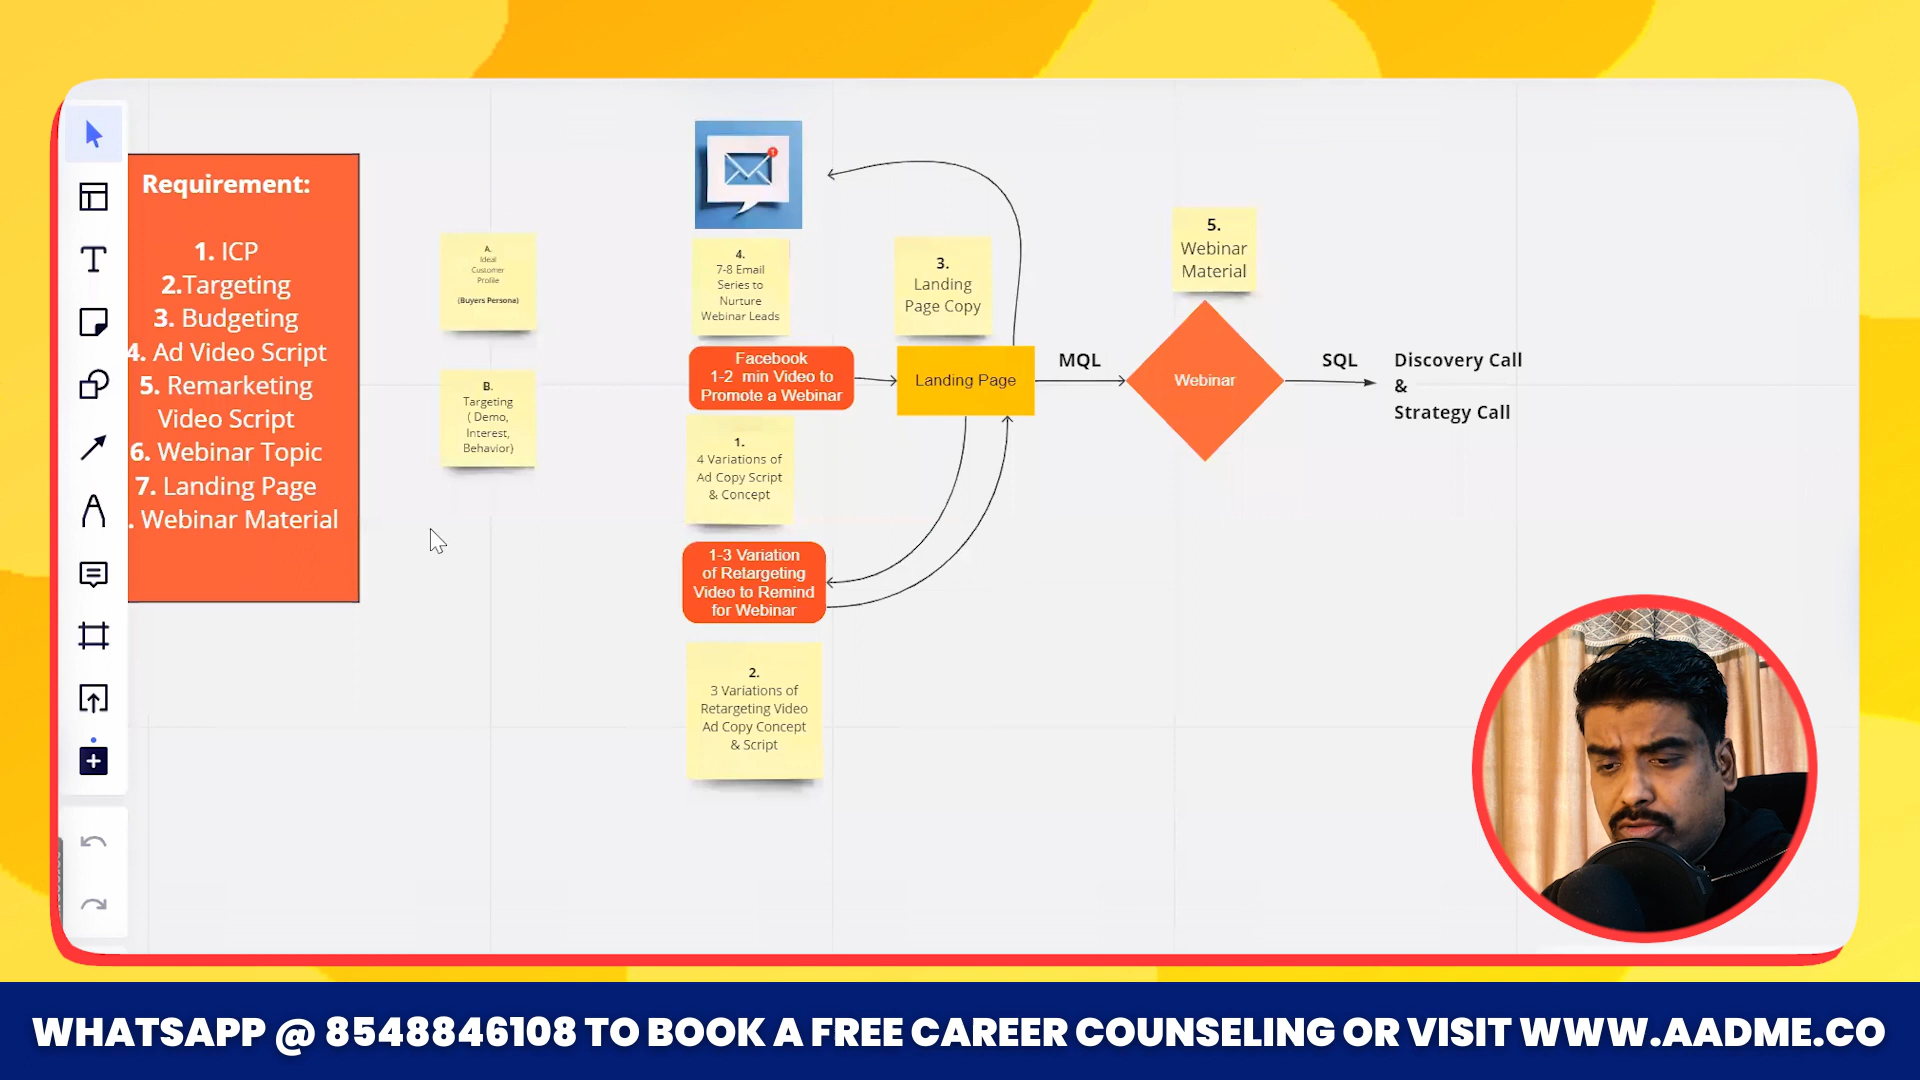 Requirement:
1. ICP
2.Targeting
3. Budgeting
4. Ad Video Script
5. Remarketing
Video Script
6. Webinar Topic
7. Landing Page
. Webinar Material
A.
Ideal
Customer
Profile
(Buyers Persona)
B.
Targeting
( Demo,
Interest,
Behavior)
1
4.
7-8 Email
Series to
Nurture
Webinar Leads
Facebook
1-2 min Video to
Promote a Webinar
1.
4 Variations of
Ad Copy Script
& Concept
1-3 Variation
of Retargeting
Video to Remind
for Webinar
2.
3 Variations of
Retargeting Video
Ad Copy Concept
& Script
3.
Landing
Page Copy
Landing Page
MQL
5.
Webinar
Material
Webinar
SQL
Discovery Call
&
Strategy Call
WHATSAPP @ 8548846108 TO BOOK A FREE CAREER COUNSELING OR VISIT WWW.AADME.CO